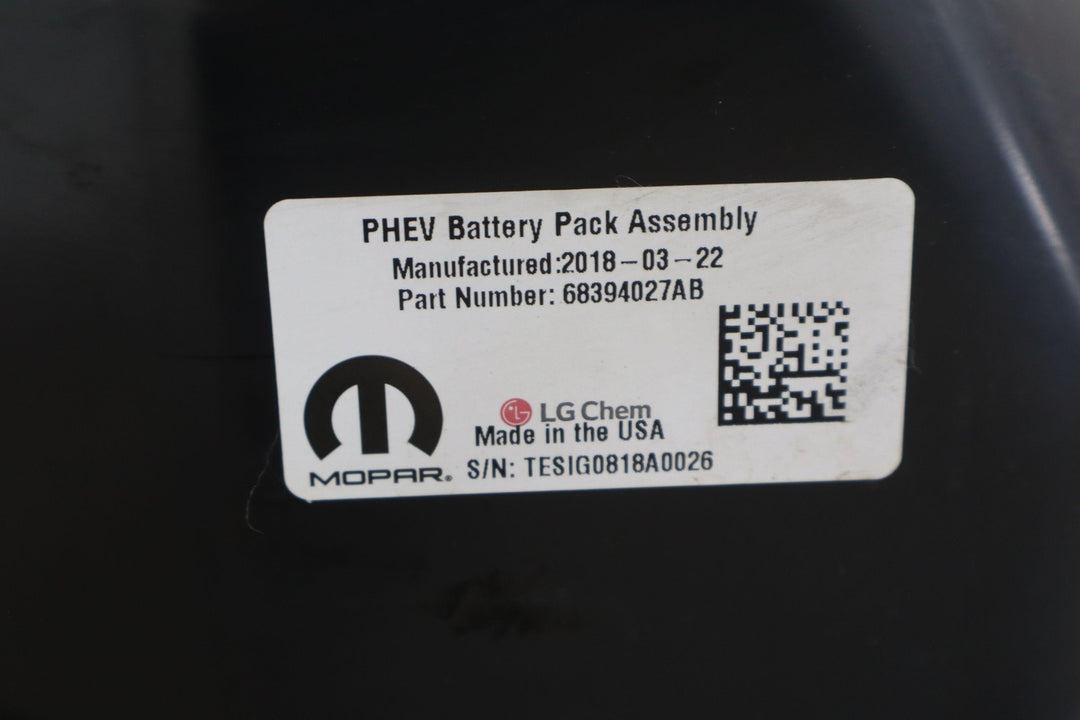 PHEV Battery Pack Assembly
Manufactured:2018-03-22
Part Number: 68394027AB
LG Chem
Made in the USA
MOPAR®
S/N: TESIG0818A0026